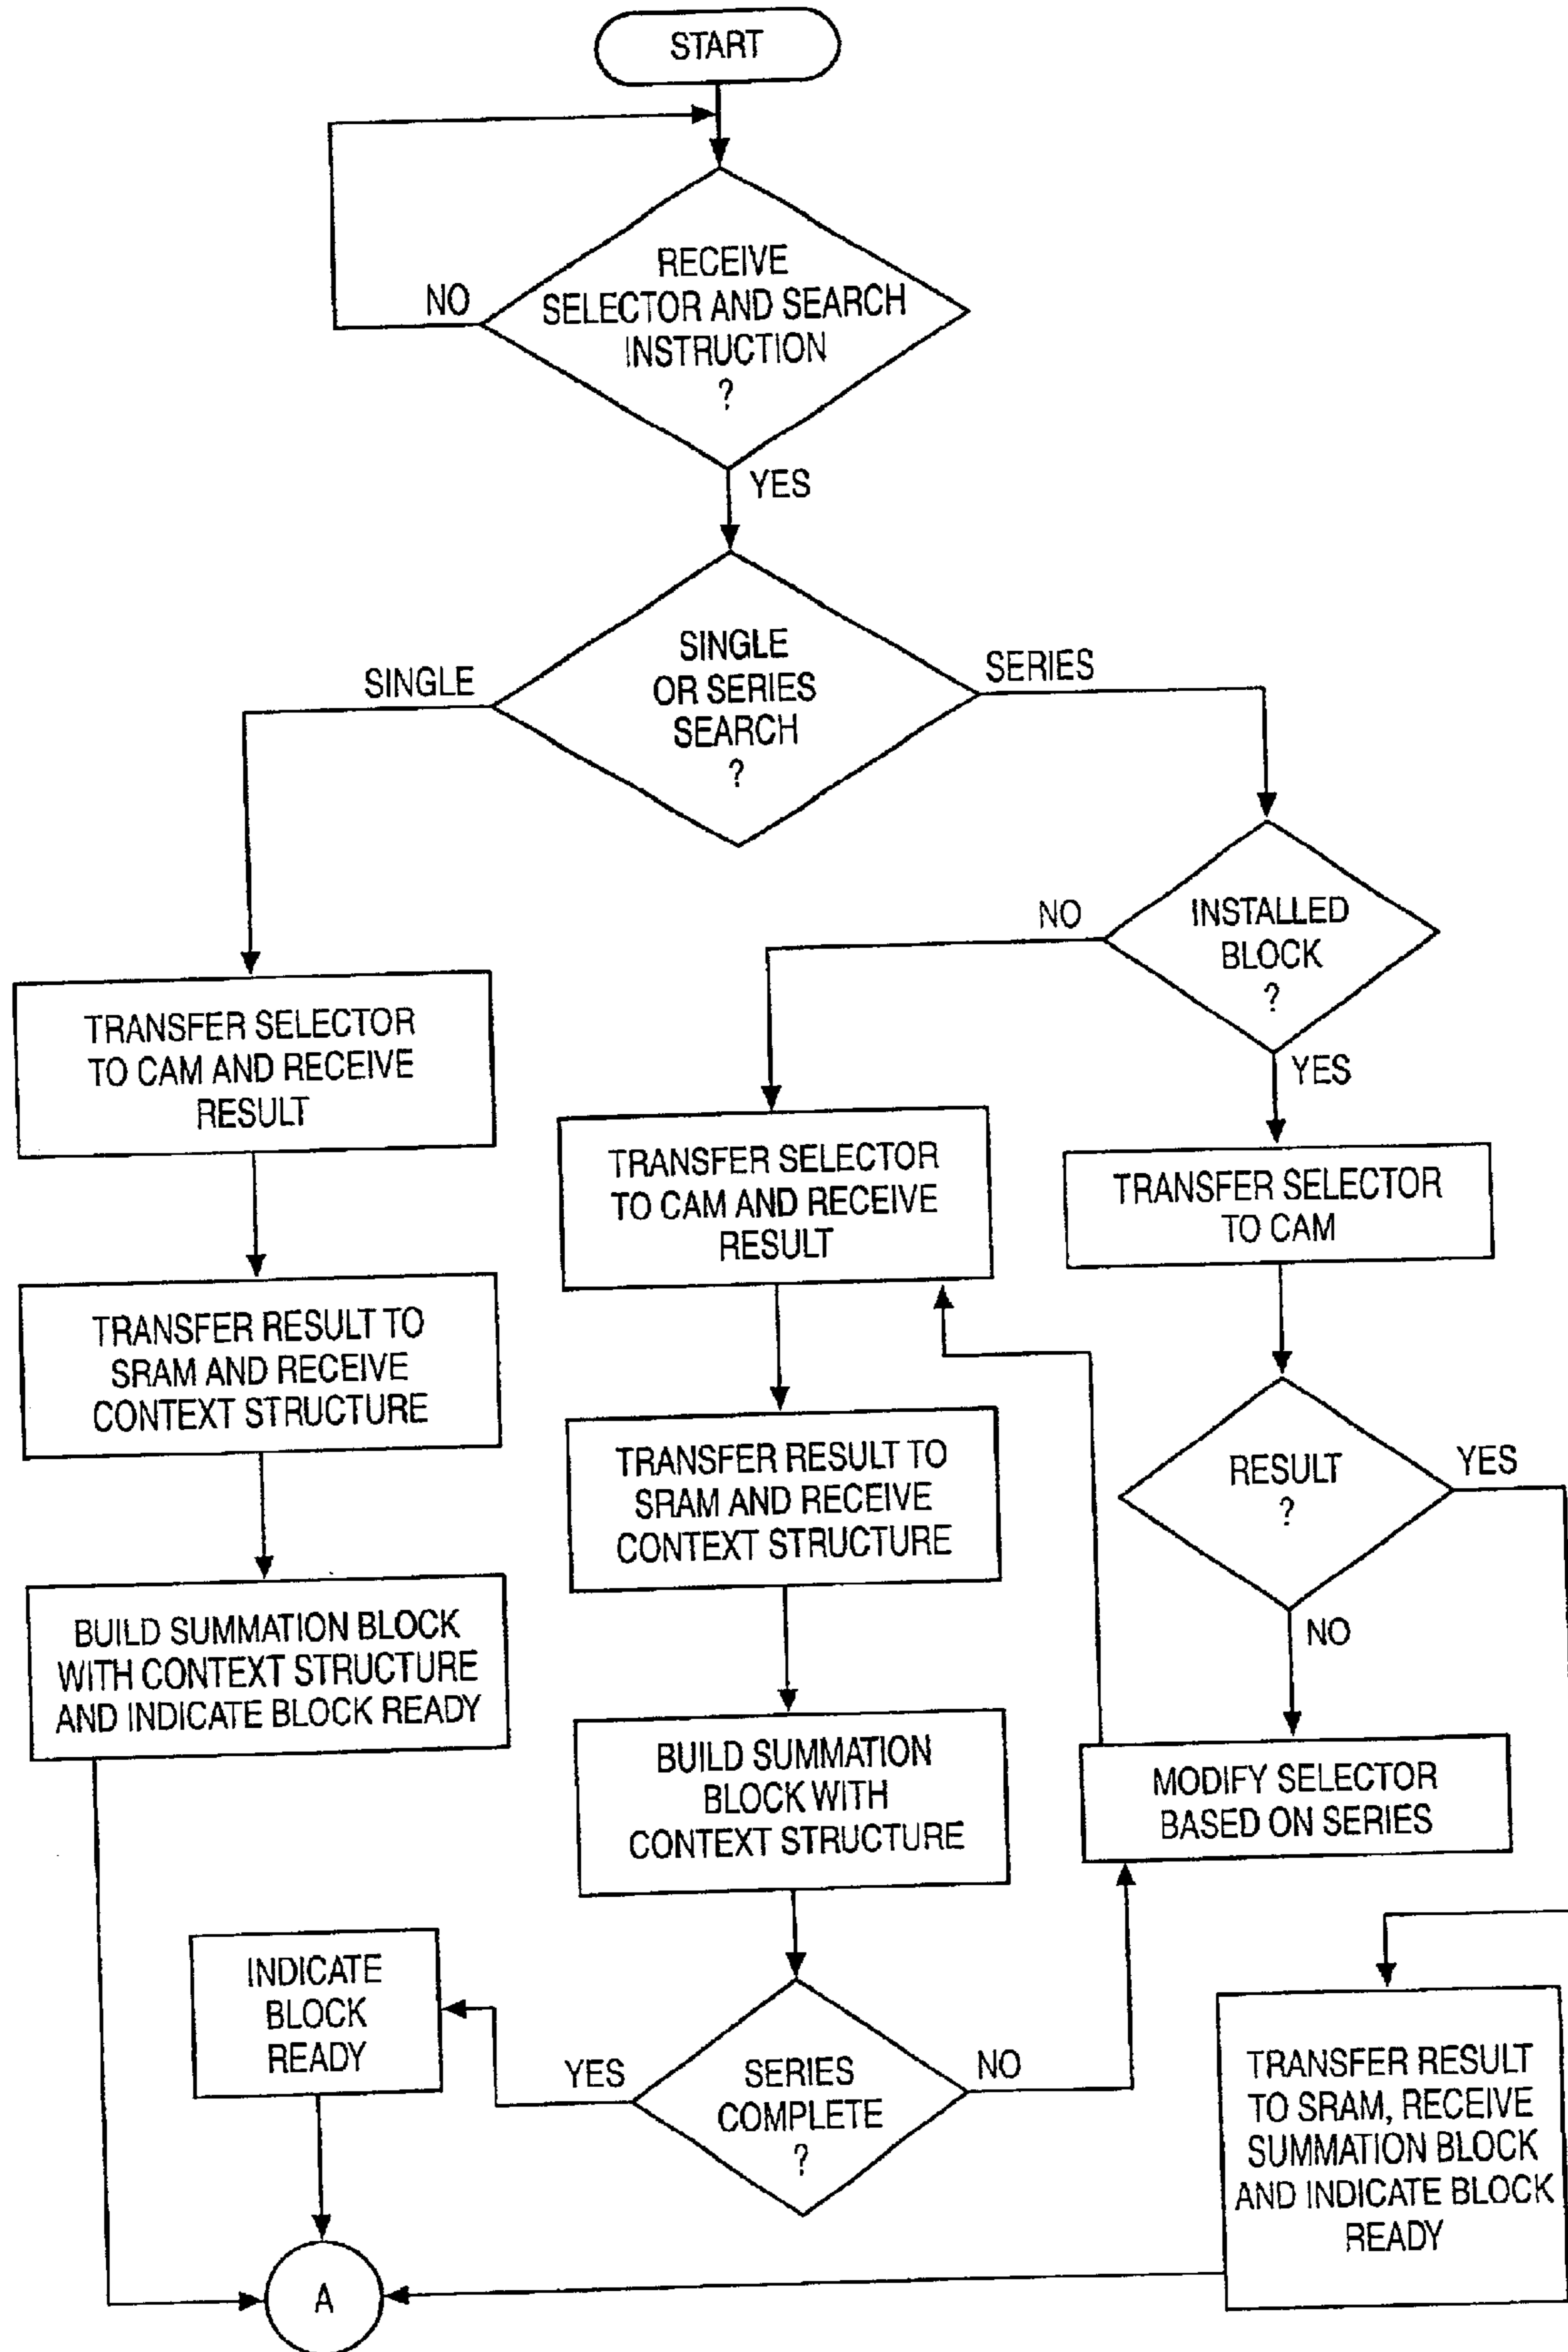 START
RECEIVE
SELECTOR AND SEARCH
INSTRUCTION
?
NO
YES
SINGLE
OR SERIES
SEARCH
?
SINGLE
SERIES
INSTALLED
BLOCK
?
NO
YES
TRANSFER SELECTOR
TO CAM AND RECEIVE
RESULT
TRANSFER SELECTOR
TO CAM AND RECEIVE
RESULT
TRANSFER SELECTOR
TO CAM
TRANSFER RESULT TO
SRAM AND RECEIVE
CONTEXT STRUCTURE
TRANSFER RESULT TO
SRAM AND RECEIVE
CONTEXT STRUCTURE
RESULT
?
YES
NO
BUILD SUMMATION BLOCK
WITH CONTEXT STRUCTURE
AND INDICATE BLOCK READY
BUILD SUMMATION
BLOCK WITH
CONTEXT STRUCTURE
MODIFY SELECTOR
BASED ON SERIES
INDICATE
BLOCK
READY
YES
SERIES
COMPLETE
?
NO
TRANSFER RESULT
TO SRAM, RECEIVE
SUMMATION BLOCK
AND INDICATE BLOCK
READY
A